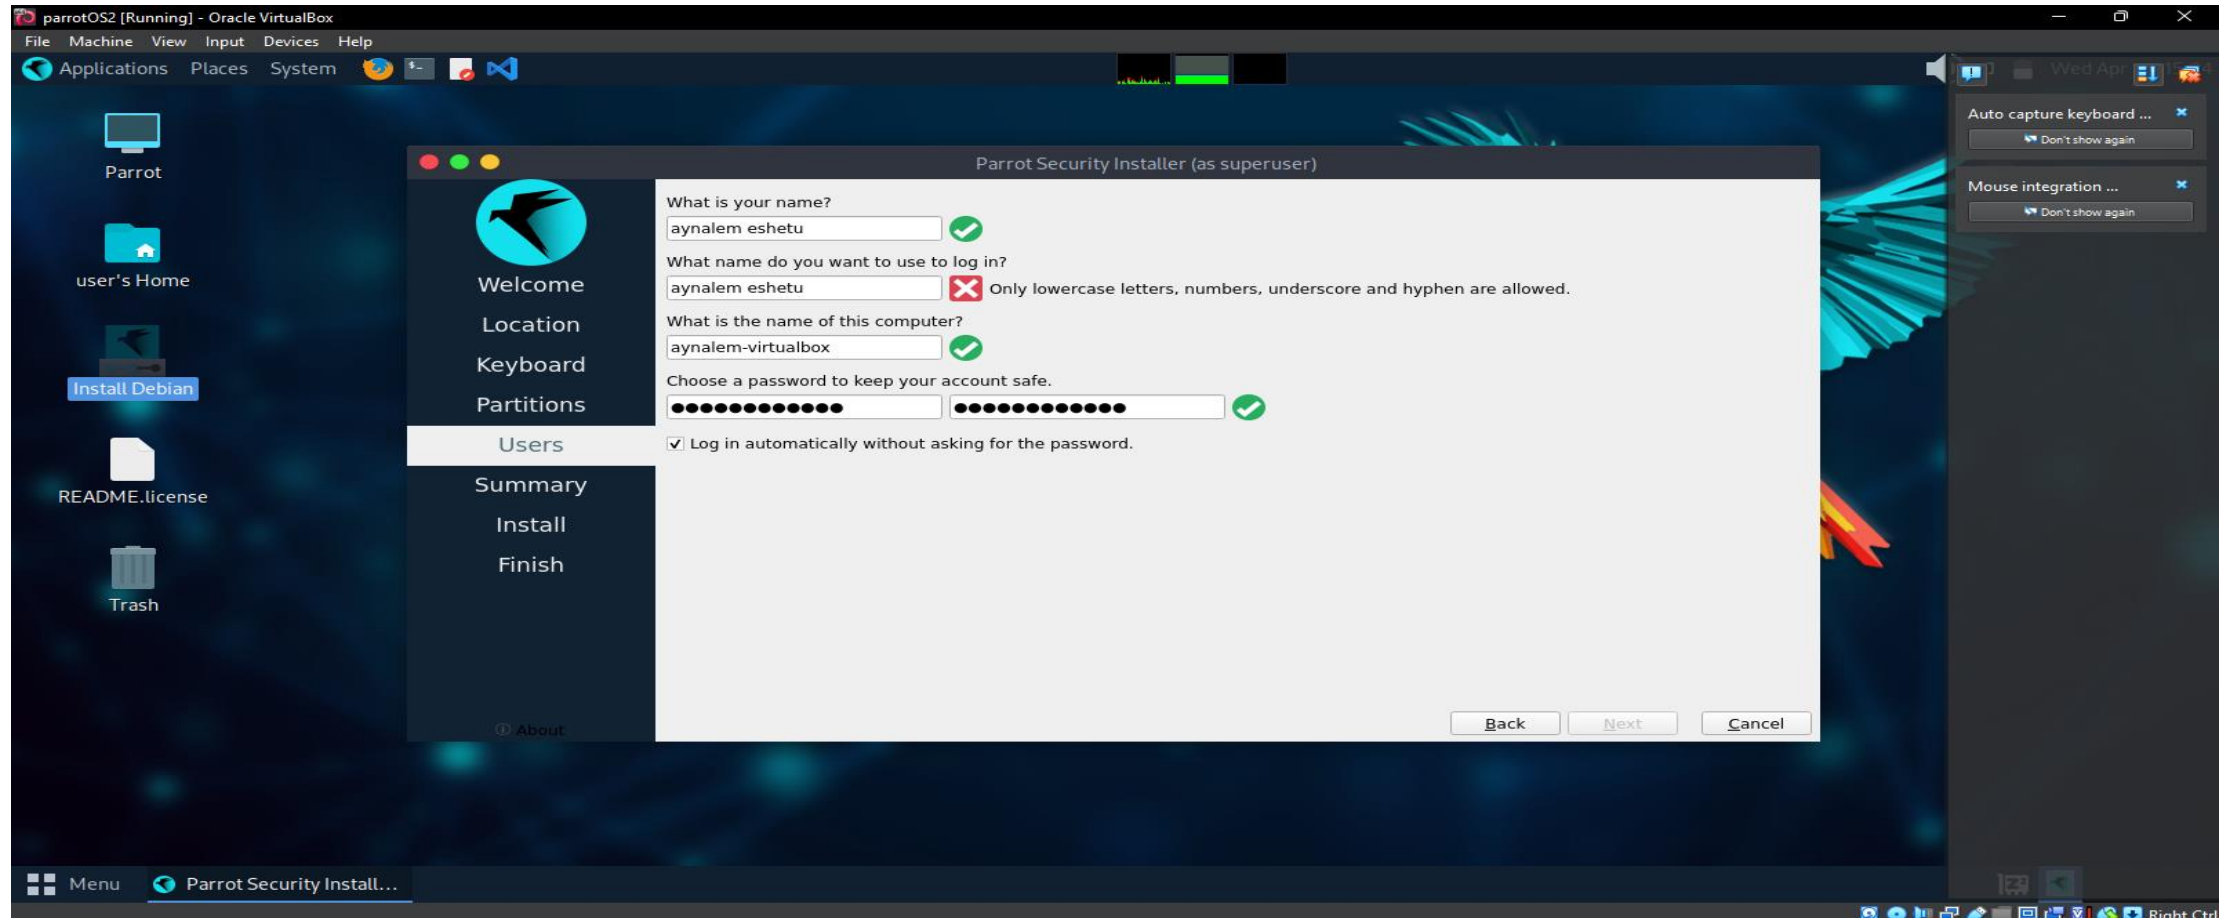 parrotOS2 [Running] - Oracle VirtualBox
File Machine View Input Devices Help
Applications Places System
Wed Apr
Auto capture keyboard ...
Don't show again
Mouse integration ...
Don't show again
Parrot
user's Home
Install Debian
README.license
Trash
Parrot Security Installer (as superuser)
Welcome
Location
Keyboard
Partitions
Users
Summary
Install
Finish
About
What is your name?
aynalem eshetu
What name do you want to use to log in?
aynalem eshetu Only lowercase letters, numbers, underscore and hyphen are allowed.
What is the name of this computer?
aynalem-virtualbox
Choose a password to keep your account safe.
Log in automatically without asking for the password.
Back Next Cancel
Menu Parrot Security Install...
Right Ctrl